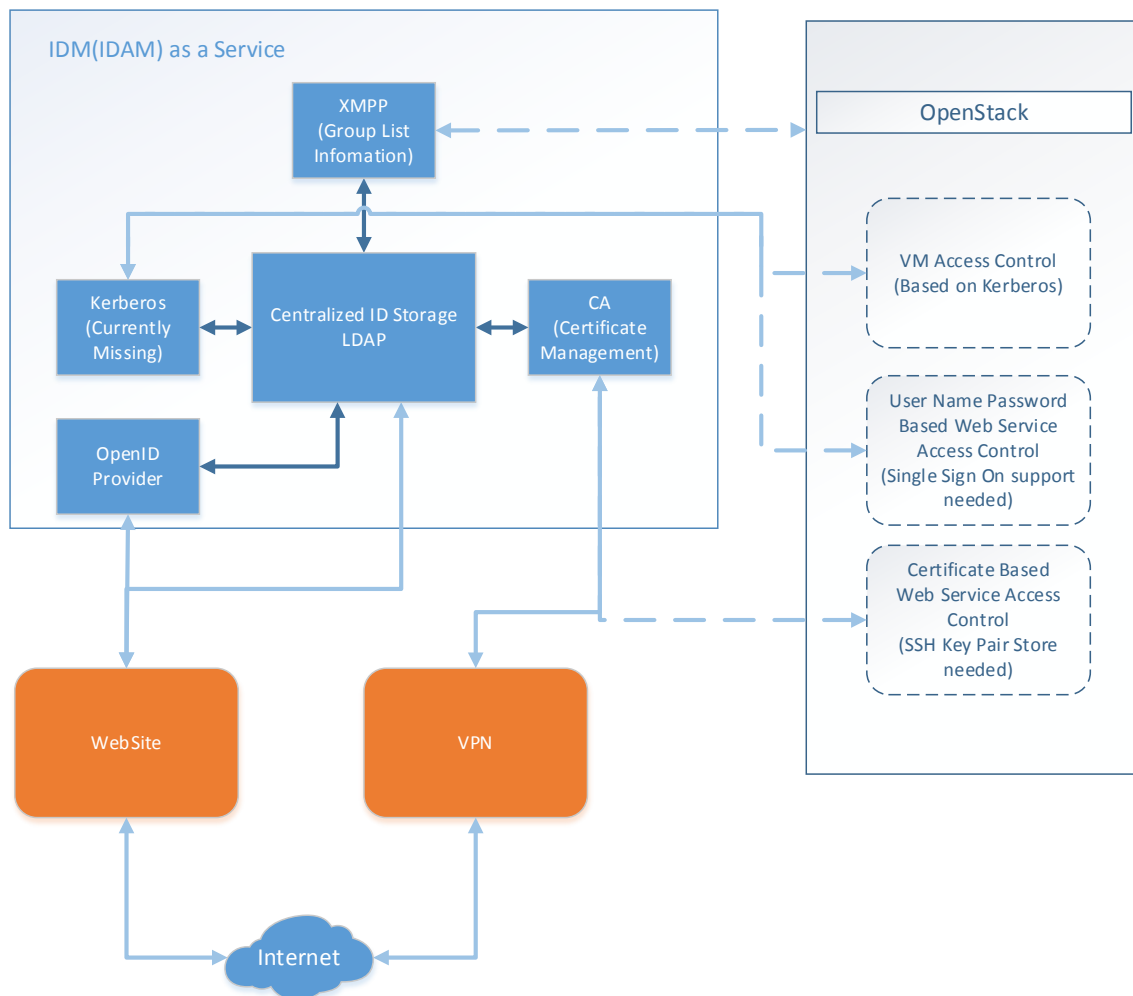 IDM(IDAM) as a Service
XMPP
(Group List
Infomation)
OpenStack
Kerberos
(Currently
Missing)
Centralized ID Storage
LDAP
CA
(Certificate
Management)
VM Access Control
(Based on Kerberos)
OpenID
Provider
User Name Password
Based Web Service
Access Control
(Single Sign On support
needed)
Certificate Based
Web Service Access
Control
(SSH Key Pair Store
needed)
WebSite
VPN
Internet